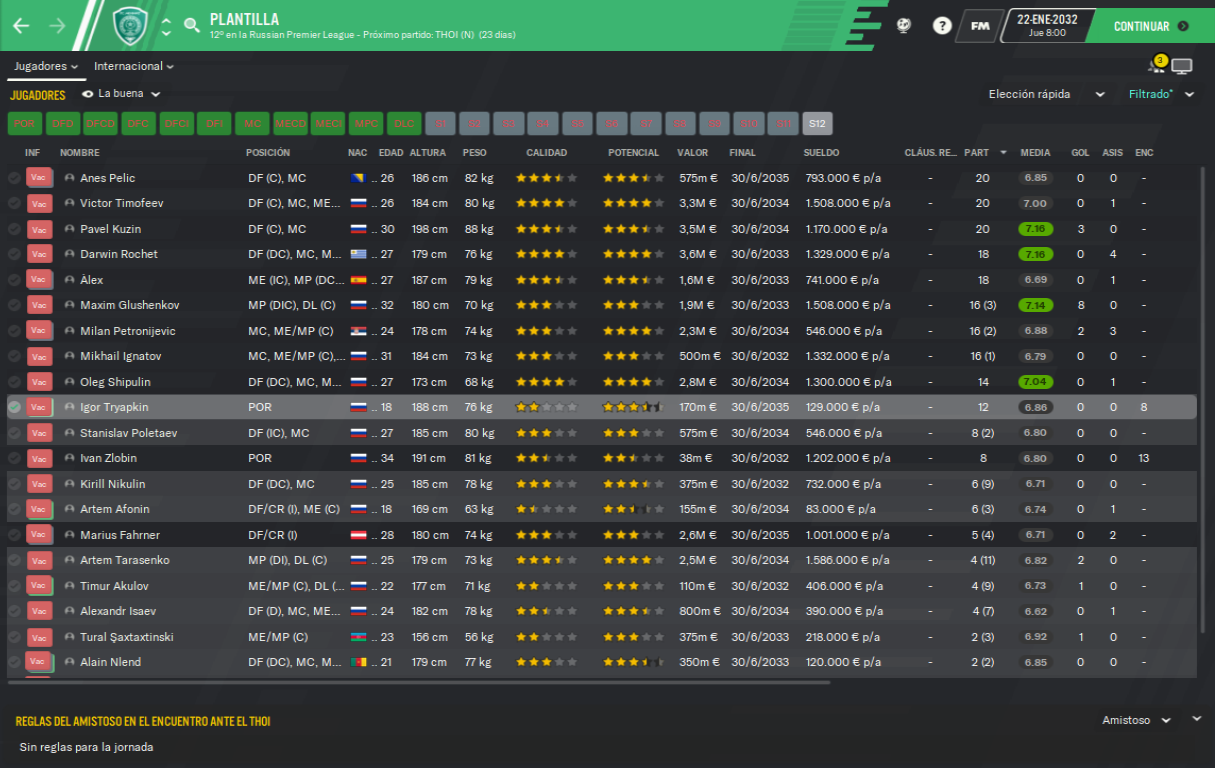 PLANTILLA
12º en la Russian Premier League - Próximo partido: THOI (N) (23 días)
?
FM
22-ENE-2032
Jue 8:00
CONTINUAR
Jugadores
Internacional
3
JUGADORES
La buena
Elección rápida
Filtrado*
POR DFD DFCD DFC DFCI DFI MC MECD MECI MPC DLC S1 S2 S3 S4 S5 S6 S7 S8 S9 S10 S11 S12
INF NOMBRE POSICIÓN NAC EDAD ALTURA PESO CALIDAD POTENCIAL VALOR FINAL SUELDO CLÁUS. RE... PART MEDIA GOL ASIS ENC
Vac Anes Pelic DF (C), MC .. 26 186 cm 82 kg 575m € 30/6/2035 793.000 € p/a - 20 6.85 0 0 -
Vac Victor Timofeev DF (C), MC, ME... .. 26 184 cm 80 kg 3,3M € 30/6/2034 1.508.000 € p/a - 20 7.00 0 1 -
Vac Pavel Kuzin DF (C), MC .. 30 198 cm 88 kg 3,5M € 30/6/2034 1.170.000 € p/a - 20 7.16 3 0 -
Vac Darwin Rochet DF (DC), MC, M... .. 27 179 cm 76 kg 3,6M € 30/6/2033 1.329.000 € p/a - 18 7.16 0 4 -
Vac Àlex ME (IC), MP (DC... .. 27 187 cm 79 kg 1,6M € 30/6/2033 741.000 € p/a - 18 6.69 0 1 -
Vac Maxim Glushenkov MP (DIC), DL (C) .. 32 180 cm 70 kg 1,9M € 30/6/2033 1.508.000 € p/a - 16 (3) 7.14 8 0 -
Vac Milan Petronijevic MC, ME/MP (C) .. 24 178 cm 74 kg 2,3M € 30/6/2034 546.000 € p/a - 16 (2) 6.88 2 3 -
Vac Mikhail Ignatov MC, ME/MP (C),... .. 31 184 cm 73 kg 500m € 30/6/2032 1.332.000 € p/a - 16 (1) 6.79 0 0 -
Vac Oleg Shipulin DF (DC), MC, M... .. 27 173 cm 68 kg 2,8M € 30/6/2034 1.300.000 € p/a - 14 7.04 0 1 -
Vac Igor Tryapkin POR .. 18 188 cm 76 kg 170m € 30/6/2035 129.000 € p/a - 12 6.86 0 0 8
Vac Stanislav Poletaev DF (IC), MC .. 27 185 cm 80 kg 575m € 30/6/2034 546.000 € p/a - 8 (2) 6.80 0 0 -
Vac Ivan Zlobin POR .. 34 191 cm 81 kg 38m € 30/6/2032 1.202.000 € p/a - 8 6.80 0 0 13
Vac Kirill Nikulin DF (DC), MC .. 25 185 cm 78 kg 375m € 30/6/2032 732.000 € p/a - 6 (9) 6.71 0 0 -
Vac Artem Afonin DF/CR (I), ME (C) .. 18 169 cm 63 kg 155m € 30/6/2034 83.000 € p/a - 6 (3) 6.74 0 1 -
Vac Marius Fahrner DF/CR (I) .. 28 180 cm 74 kg 2,6M € 30/6/2035 1.001.000 € p/a - 5 (4) 6.71 0 2 -
Vac Artem Tarasenko MP (DI), DL (C) .. 25 179 cm 73 kg 2,5M € 30/6/2034 1.586.000 € p/a - 4 (11) 6.82 2 0 -
Vac Timur Akulov ME/MP (C), DL (... .. 22 177 cm 71 kg 110m € 30/6/2032 406.000 € p/a - 4 (9) 6.73 1 0 -
Vac Alexandr Isaev DF (D), MC, ME... .. 24 182 cm 78 kg 800m € 30/6/2034 390.000 € p/a - 4 (7) 6.62 0 1 -
Vac Tural Şaxtaxtinski ME/MP (C) .. 23 156 cm 56 kg 375m € 30/6/2033 218.000 € p/a - 2 (3) 6.92 1 0 -
Vac Alain Nlend DF (DC), MC, M... .. 21 179 cm 77 kg 350m € 30/6/2033 120.000 € p/a - 2 (2) 6.85 0 0 -
REGLAS DEL AMISTOSO EN EL ENCUENTRO ANTE EL THOI
Amistoso
Sin reglas para la jornada